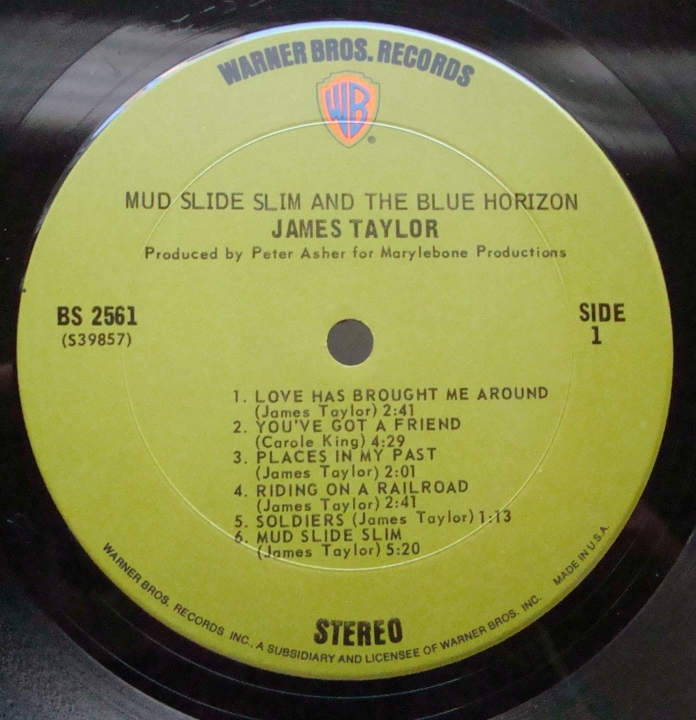 WARNER BROS. RECORDS
WB
®
MUD SLIDE SLIM AND THE BLUE HORIZON
JAMES TAYLOR
Produced by Peter Asher for Marylebone Productions
BS 2561
(S39857)
SIDE
1
1. LOVE HAS BROUGHT ME AROUND
(James Taylor) 2:41
2. YOU'VE GOT A FRIEND
(Carole King) 4:29
3. PLACES IN MY PAST
(James Taylor) 2:01
4. RIDING ON A RAILROAD
(James Taylor) 2:41
5. SOLDIERS (James Taylor) 1:13
6. MUD SLIDE SLIM
(James Taylor) 5:20
STEREO
WARNER BROS. RECORDS INC., A SUBSIDIARY AND LICENSEE OF WARNER BROS. INC. MADE IN U.S.A.